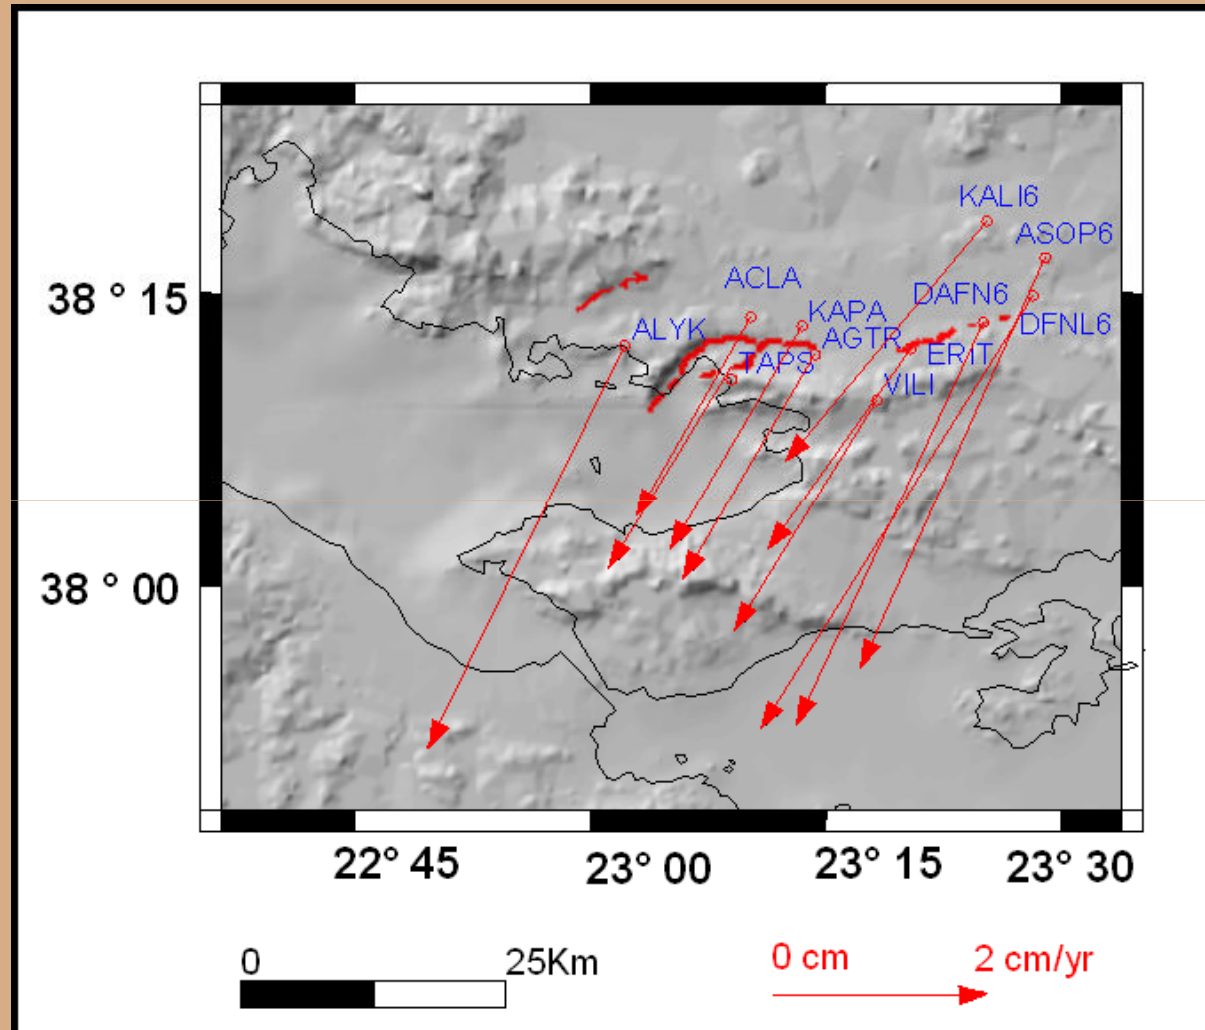 KALI6
ASOP6
ACLA
DAFN6
38 ° 15
KAPA
DFNL6
ALYK
AGTR
ERIT
TAPS
VILI
38 ° 00
22° 45
23° 00
23° 15
23° 30
0
25Km
0 cm
2 cm/yr